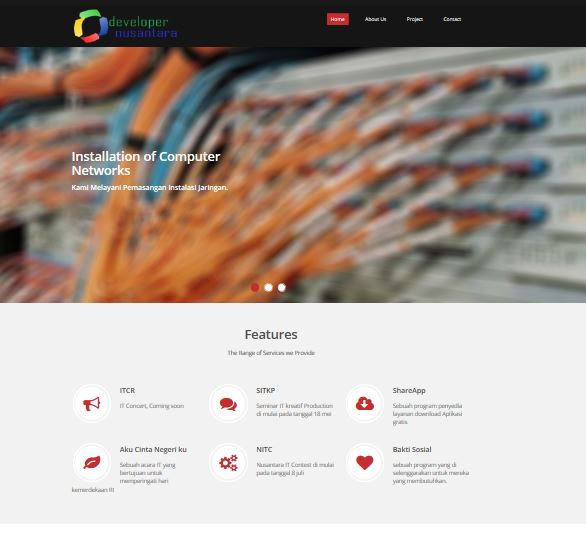 developer
nusantara
Home About Us Project Contact
Installation of Computer
Networks
Kami Melayani Pemasangan Instalasi Jaringan.
Features
The Range of Services we Provide
ITCR
IT Concert, Coming soon
SITKP
Seminar IT kreatif Production
di mulai pada tanggal 18 mei
ShareApp
Sebuah program penyedia
layanan download Aplikasi
gratis
Aku Cinta Negeri ku
Sebuah acara IT yang
bertujuan untuk
memperingati hari
kemerdekaan RI
NITC
Nusantara IT Contest di mulai
pada tanggal 8 juli
Bakti Sosial
sebuah program yang di
selenggarakan untuk mereka
yang membutuhkan.